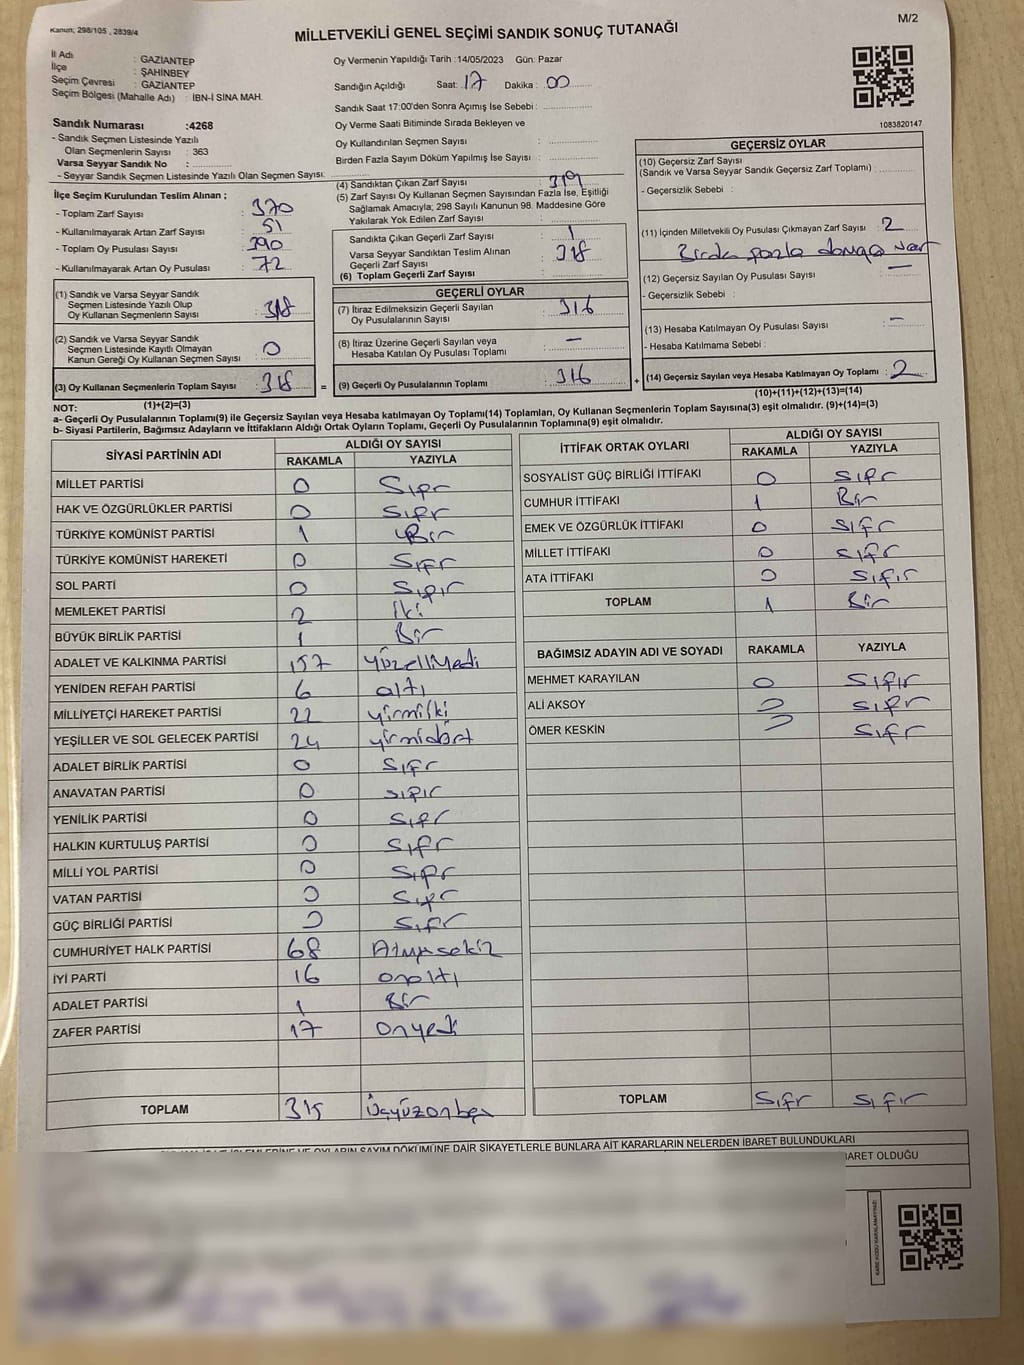 Kanun; 298/105 , 2839/4
M/2
MİLLETVEKİLİ GENEL SEÇİMİ SANDIK SONUÇ TUTANAĞI
İl Adı : GAZİANTEP
İlçe : ŞAHİNBEY
Seçim Çevresi : GAZİANTEP
Seçim Bölgesi (Mahalle Adı) : İBN-İ SİNA MAH.
Sandık Numarası :4268
- Sandık Seçmen Listesinde Yazılı
Olan Seçmenlerin Sayısı : 363
Varsa Seyyar Sandık No :
- Seyyar Sandık Seçmen Listesinde Yazılı Olan Seçmen Sayısı:
Oy Vermenin Yapıldığı Tarih :14/05/2023 Gün: Pazar
Sandığın Açıldığı Saat: 17 Dakika : 00
Sandık Saat 17:00'den Sonra Açımış İse Sebebi :
Oy Verme Saati Bitiminde Sırada Bekleyen ve
Oy Kullandırılan Seçmen Sayısı :
Birden Fazla Sayım Döküm Yapılmış İse Sayısı :
1083820147
İlçe Seçim Kurulundan Teslim Alınan ;
- Toplam Zarf Sayısı : 370
- Kullanılmayarak Artan Zarf Sayısı : 51
- Toplam Oy Pusulası Sayısı : 390
- Kullanılmayarak Artan Oy Pusulası : 72
(1) Sandık ve Varsa Seyyar Sandık
Seçmen Listesinde Yazılı Olup
Oy Kullanan Seçmenlerin Sayısı : 318
(2) Sandık ve Varsa Seyyar Sandık
Seçmen Listesinde Kayıtlı Olmayan
Kanun Gereği Oy Kullanan Seçmen Sayısı : 0
(3) Oy Kullanan Seçmenlerin Toplam Sayısı : 318 =
(1)+(2)=(3)
(4) Sandıktan Çıkan Zarf Sayısı : 319
(5) Zarf Sayısı Oy Kullanan Seçmen Sayısından Fazla İse, Eşitliği
Sağlamak Amacıyla; 298 Sayılı Kanunun 98. Maddesine Göre
Yakılarak Yok Edilen Zarf Sayısı : 1
Sandıkta Çıkan Geçerli Zarf Sayısı :
Varsa Seyyar Sandıktan Teslim Alınan
Geçerli Zarf Sayısı : 318
(6) Toplam Geçerli Zarf Sayısı :
GEÇERLİ OYLAR
(7) İtiraz Edilmeksizin Geçerli Sayılan
Oy Pusulalarının Sayısı : 316
(8) İtiraz Üzerine Geçerli Sayılan veya
Hesaba Katılan Oy Pusulası Toplamı : -
(9) Geçerli Oy Pusulalarının Toplamı : 316 +
GEÇERSİZ OYLAR
(10) Geçersiz Zarf Sayısı
(Sandık ve Varsa Seyyar Sandık Geçersiz Zarf Toplamı) :
- Geçersizlik Sebebi :
(11) İçinden Milletvekili Oy Pusulası Çıkmayan Zarf Sayısı : 2
Birden fazla damga var
(12) Geçersiz Sayılan Oy Pusulası Sayısı : -
- Geçersizlik Sebebi :
(13) Hesaba Katılmayan Oy Pusulası Sayısı : -
- Hesaba Katılmama Sebebi :
(14) Geçersiz Sayılan veya Hesaba Katılmayan Oy Toplamı : 2
(10)+(11)+(12)+(13)=(14)
NOT:
a- Geçerli Oy Pusulalarının Toplamı(9) ile Geçersiz Sayılan veya Hesaba katılmayan Oy Toplamı(14) Toplamları, Oy Kullanan Seçmenlerin Toplam Sayısına(3) eşit olmalıdır. (9)+(14)=(3)
b- Siyasi Partilerin, Bağımsız Adayların ve İttifakların Aldığı Ortak Oyların Toplamı, Geçerli Oy Pusulalarının Toplamına(9) eşit olmalıdır.
SİYASİ PARTİNİN ADI ALDIĞI OY SAYISI
RAKAMLA YAZIYLA
MİLLET PARTİSİ 0 Sıfır
HAK VE ÖZGÜRLÜKLER PARTİSİ 0 Sıfır
TÜRKİYE KOMÜNİST PARTİSİ 1 Bir
TÜRKİYE KOMÜNİST HAREKETİ 0 Sıfır
SOL PARTİ 0 Sıfır
MEMLEKET PARTİSİ 2 iki
BÜYÜK BİRLİK PARTİSİ 1 Bir
ADALET VE KALKINMA PARTİSİ 157 Yüzelliyedi
YENİDEN REFAH PARTİSİ 6 altı
MİLLİYETÇİ HAREKET PARTİSİ 22 yirmiiki
YEŞİLLER VE SOL GELECEK PARTİSİ 24 yirmidört
ADALET BİRLİK PARTİSİ 0 Sıfır
ANAVATAN PARTİSİ 0 sıfır
YENİLİK PARTİSİ 0 Sıfır
HALKIN KURTULUŞ PARTİSİ 0 Sıfır
MİLLİ YOL PARTİSİ 0 Sıfır
VATAN PARTİSİ 0 Sıfır
GÜÇ BİRLİĞİ PARTİSİ 0 Sıfır
CUMHURİYET HALK PARTİSİ 68 Atmışsekiz
İYİ PARTİ 16 onaltı
ADALET PARTİSİ 1 Bir
ZAFER PARTİSİ 17 Onyedi
TOPLAM 315 Üçyüzonbeş
İTTİFAK ORTAK OYLARI ALDIĞI OY SAYISI
RAKAMLA YAZIYLA
SOSYALİST GÜÇ BİRLİĞİ İTTİFAKI 0 Sıfır
CUMHUR İTTİFAKI 1 Bir
EMEK VE ÖZGÜRLÜK İTTİFAKI 0 Sıfır
MİLLET İTTİFAKI 0 Sıfır
ATA İTTİFAKI 0 Sıfır
TOPLAM 1 Bir
BAĞIMSIZ ADAYIN ADI VE SOYADI RAKAMLA YAZIYLA
MEHMET KARAYILAN 0 Sıfır
ALİ AKSOY 0 Sıfır
ÖMER KESKİN 0 Sıfır
TOPLAM Sıfır Sıfır
OYLARIN SAYIM DÖKÜMÜNE DAİR ŞİKAYETLERLE BUNLARA AİT KARARLARIN NELERDEN İBARET BULUNDUKLARI
İBARET OLDUĞU
KARE KODU KARALAMAYINIZ!